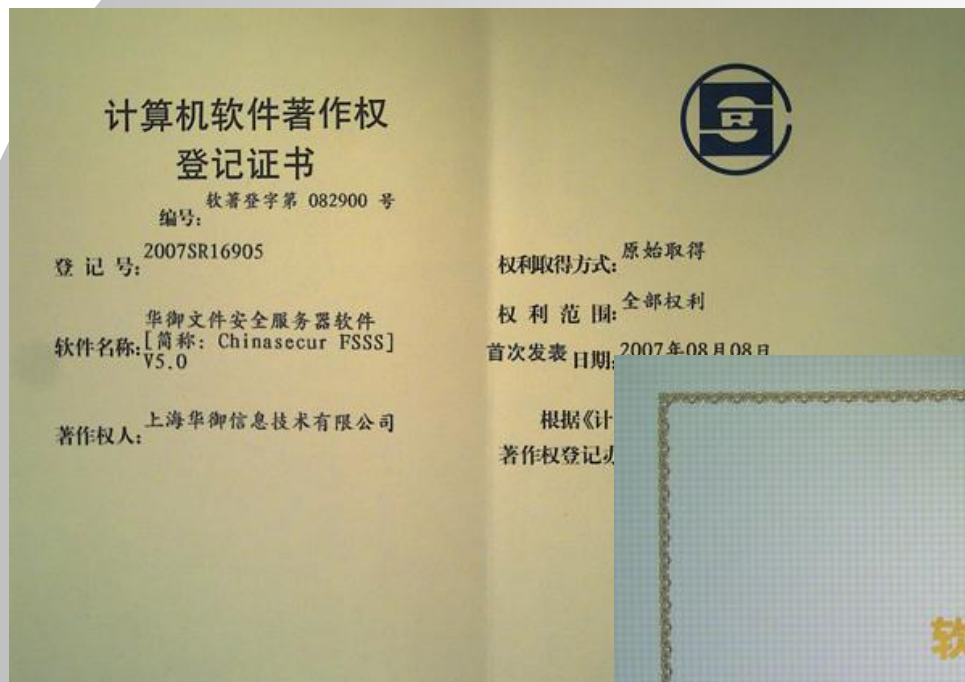 计算机软件著作权
登记证书
编号: 软著登字第 082900 号
登 记 号: 2007SR16905
软件名称: 华御文件安全服务器软件
[简称: Chinasecur FSSS]
V5.0
著作权人: 上海华御信息技术有限公司
R
权利取得方式: 原始取得
权 利 范 围: 全部权利
首次发表日期: 2007年08月08日
根据《计
著作权登记办
软